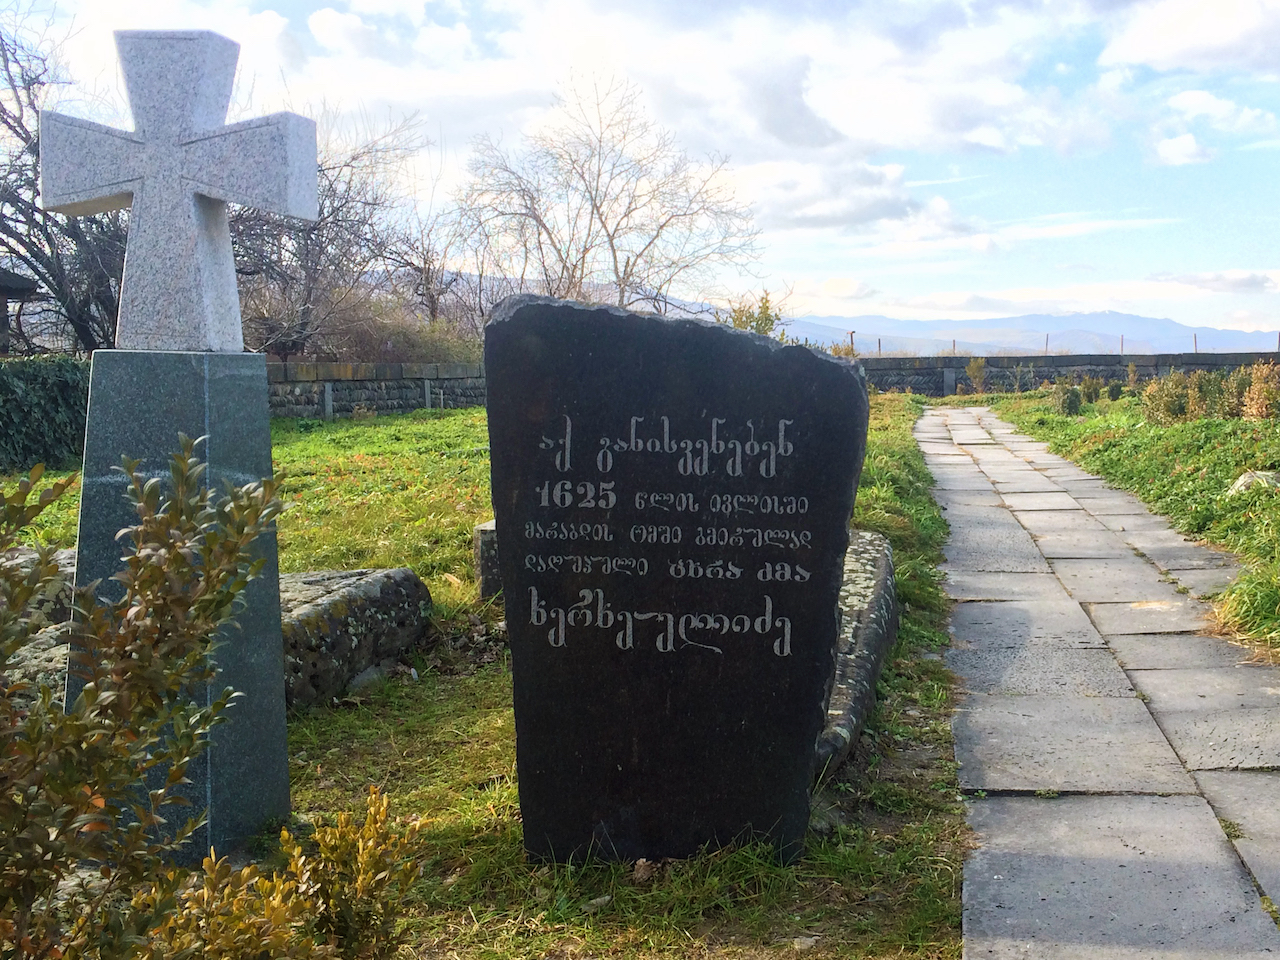 აქ განისვენებენ
1625 წლის ივლისში
მარაბდის ომში გმირულად
დაღუპული ცხრა ძმა
ხერხეულიძე